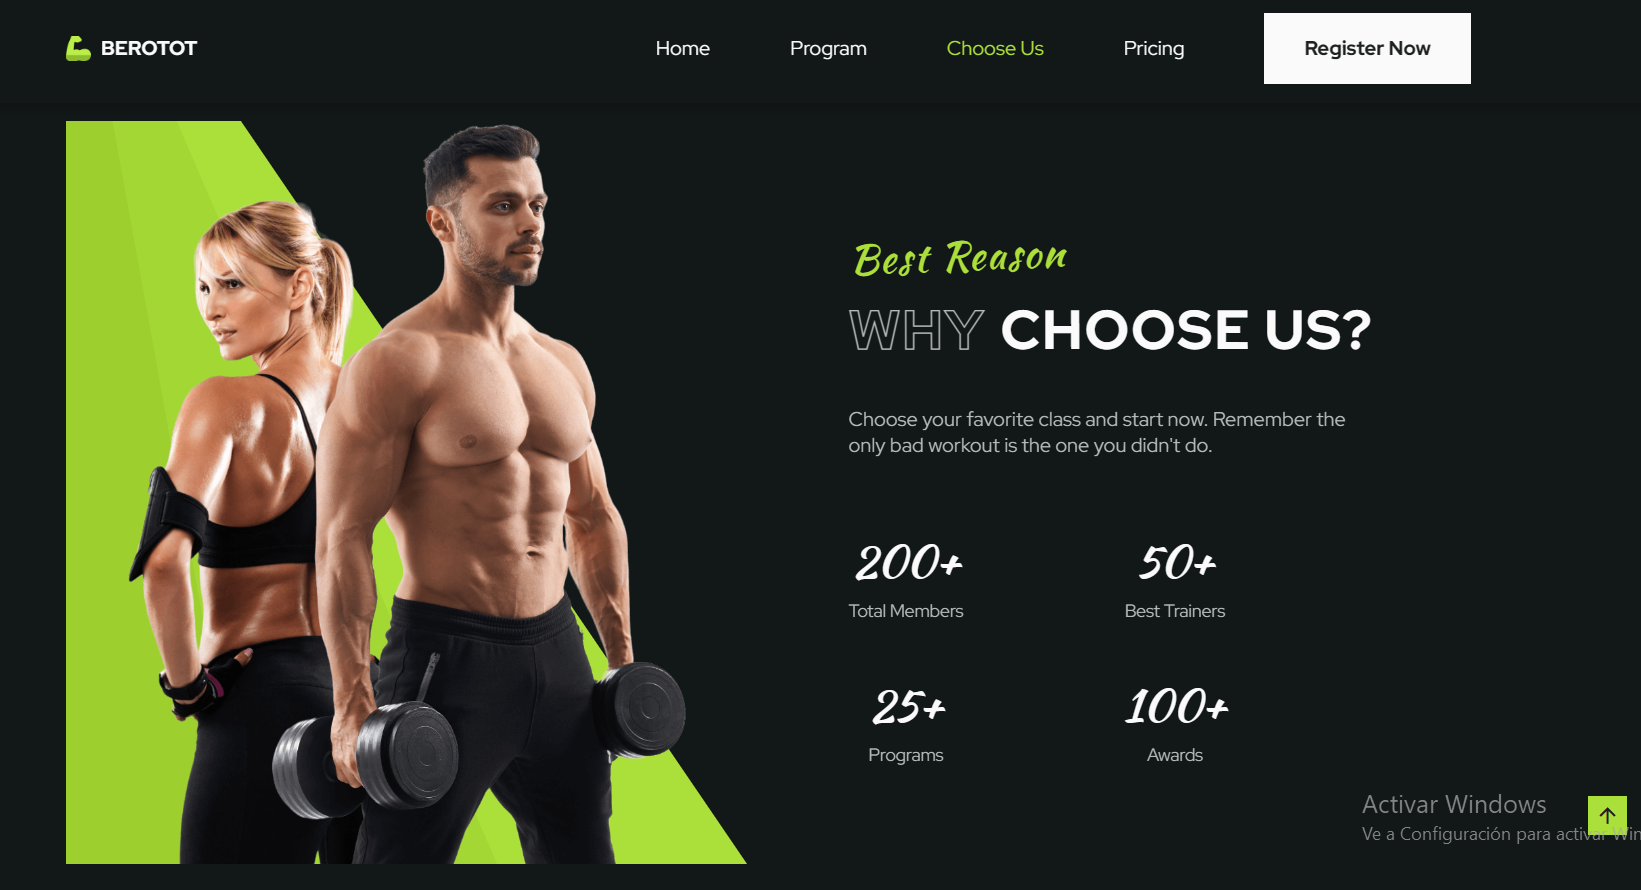 BEROTOT
Home
Program
Choose Us
Pricing
Register Now
Best Reason
WHY CHOOSE US?
Choose your favorite class and start now. Remember the
only bad workout is the one you didn't do.
200+
50+
Total Members
Best Trainers
25+
100+
Programs
Awards
Activar Windows
Ve a Configuración para activar Win